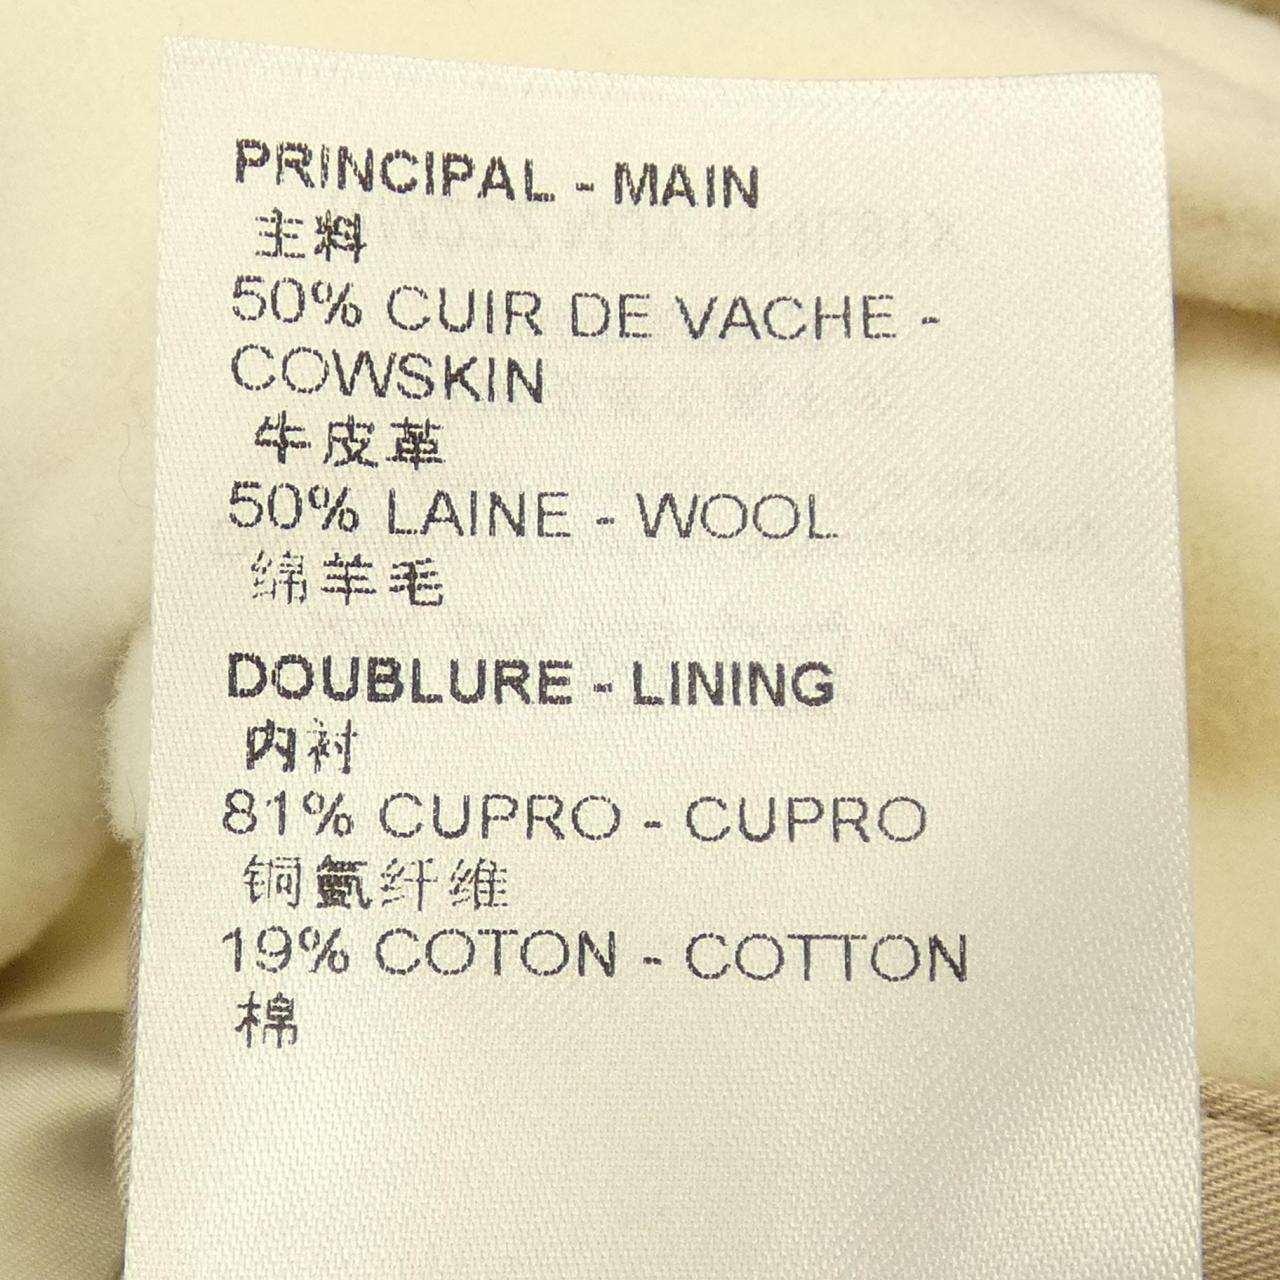 PRINCIPAL - MAIN
主料
50% CUIR DE VACHE -
COWSKIN
牛皮革
50% LAINE - WOOL
绵羊毛
DOUBLURE - LINING
内衬
81% CUPRO - CUPRO
铜氨纤维
19% COTON - COTTON
棉